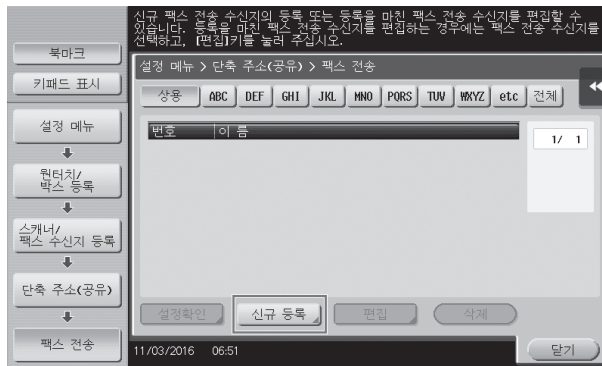 신규 팩스 전송 수신지의 등록 또는 등록을 마친 팩스 전송 수신지를 편집할 수
있습니다. 등록을 마친 팩스 전송 수신지를 편집하는 경우에는 팩스 전송 수신지를
선택하고, [편집]키를 눌러 주십시오.
북마크
키패드 표시
설정 메뉴
원터치/
박스 등록
스캐너/
팩스 수신지 등록
단축 주소(공유)
팩스 전송
설정 메뉴 > 단축 주소(공유) > 팩스 전송
상용 ABC DEF GHI JKL MNO PQRS TUV WXYZ etc 전체
번호 이 름
1/ 1
설정확인 신규 등록 편집 삭제
11/03/2016 06:51 닫기